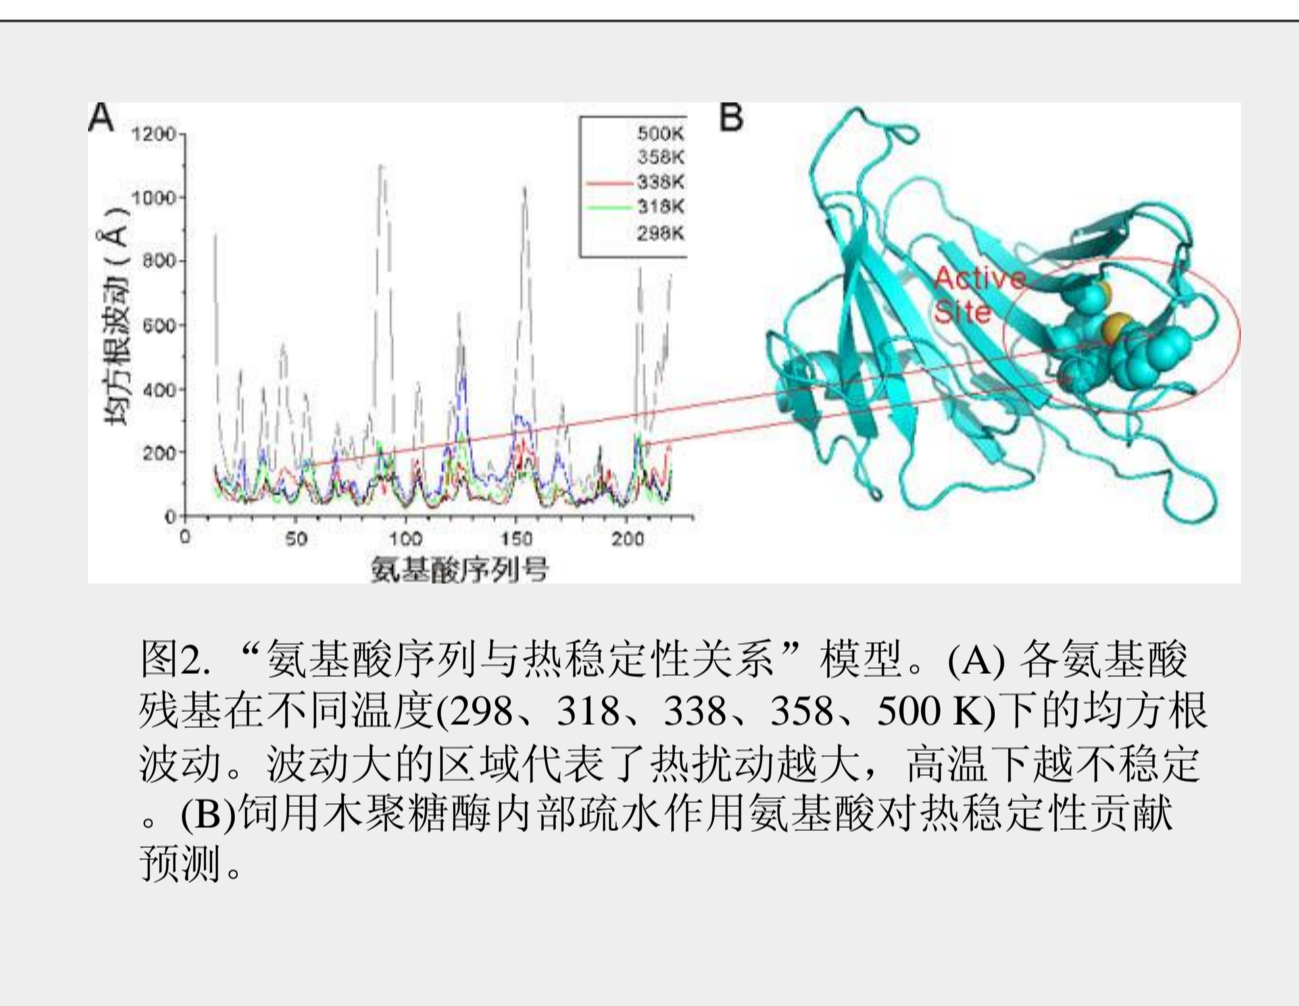 A
B
1200
1000
800
600
400
200
0
均方根波动 ( Å )
500K
358K
338K
318K
298K
0 50 100 150 200
氨基酸序列号
Active
Site
图2. “氨基酸序列与热稳定性关系”模型。(A) 各氨基酸
残基在不同温度(298、318、338、358、500 K)下的均方根
波动。波动大的区域代表了热扰动越大，高温下越不稳定
。(B)饲用木聚糖酶内部疏水作用氨基酸对热稳定性贡献
预测。